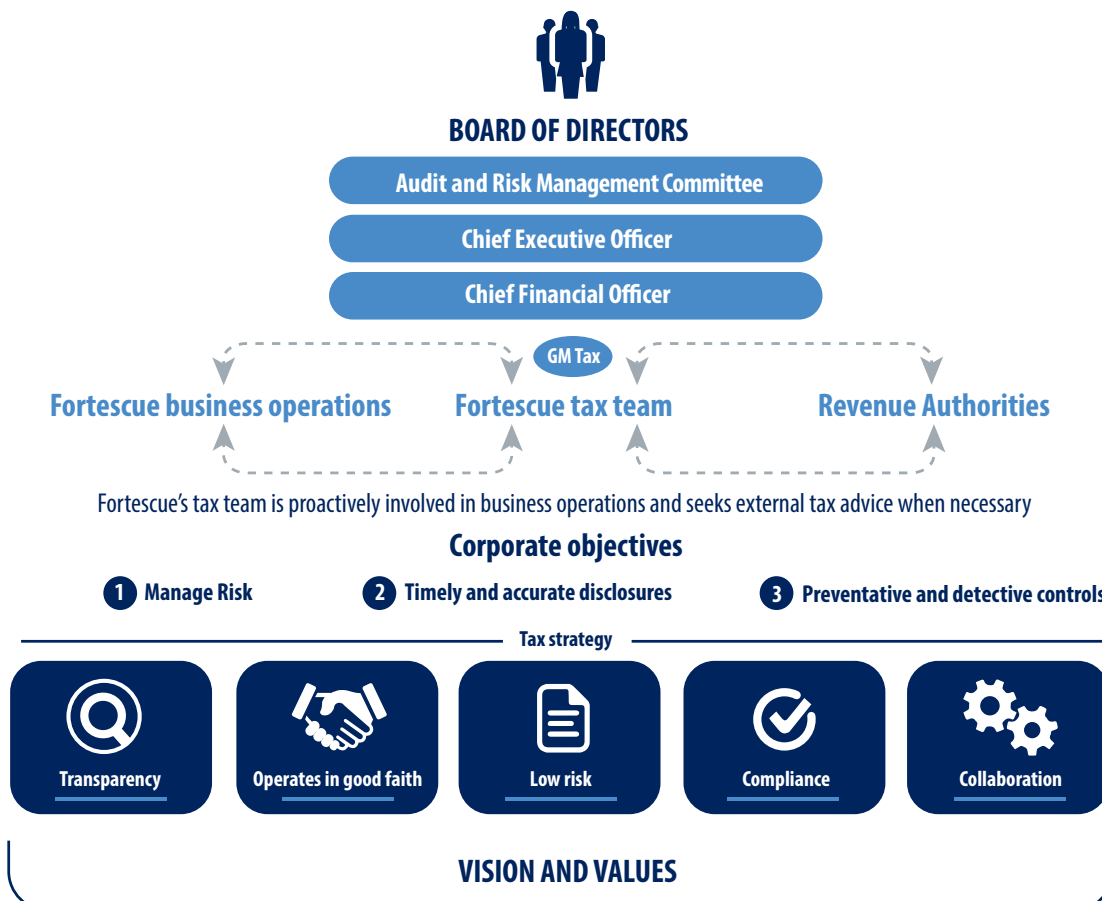 BOARD OF DIRECTORS
Audit and Risk Management Committee
Chief Executive Officer
Chief Financial Officer
GM Tax
Fortescue business operations
Fortescue tax team
Revenue Authorities
Fortescue's tax team is proactively involved in business operations and seeks external tax advice when necessary
Corporate objectives
1 Manage Risk
2 Timely and accurate disclosures
3 Preventative and detective controls
Tax strategy
Transparency
Operates in good faith
Low risk
Compliance
Collaboration
VISION AND VALUES